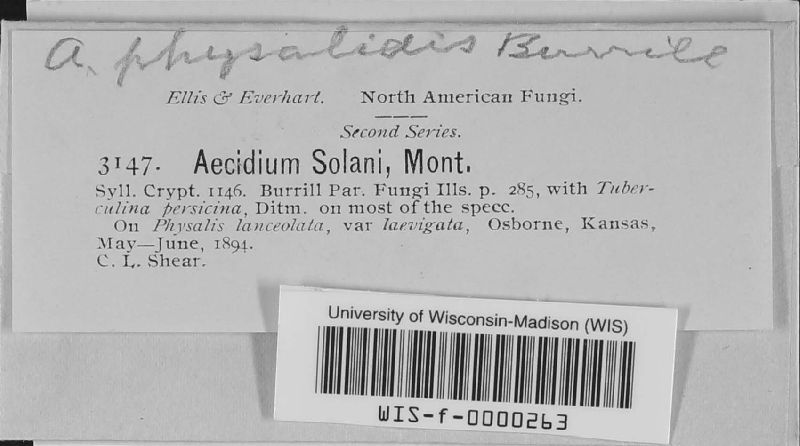 A. physalidis Burrill
Ellis & Everhart. North American Fungi.
Second Series.
3147. Aecidium Solani, Mont.
Syll. Crypt. 1146. Burrill Par. Fungi Ills. p. 285, with Tuber-
culina persicina, Ditm. on most of the specc.
On Physalis lanceolata, var laevigata, Osborne, Kansas,
May—June, 1894.
C. L. Shear.
University of Wisconsin-Madison (WIS)
WIS-f-0000263